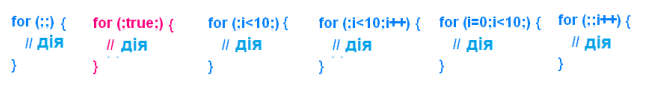 for (;;) {
// дія
}
for (;true;) {
// дія
}
for (;i<10;) {
// дія
}
for (;i<10;i++) {
// дія
}
for (i=0;i<10;) {
// дія
}
for (;;i++) {
// дія
}